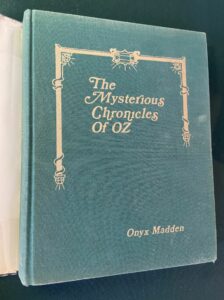 The
Mysterious
Chronicles
Of OZ
Onyx Madden